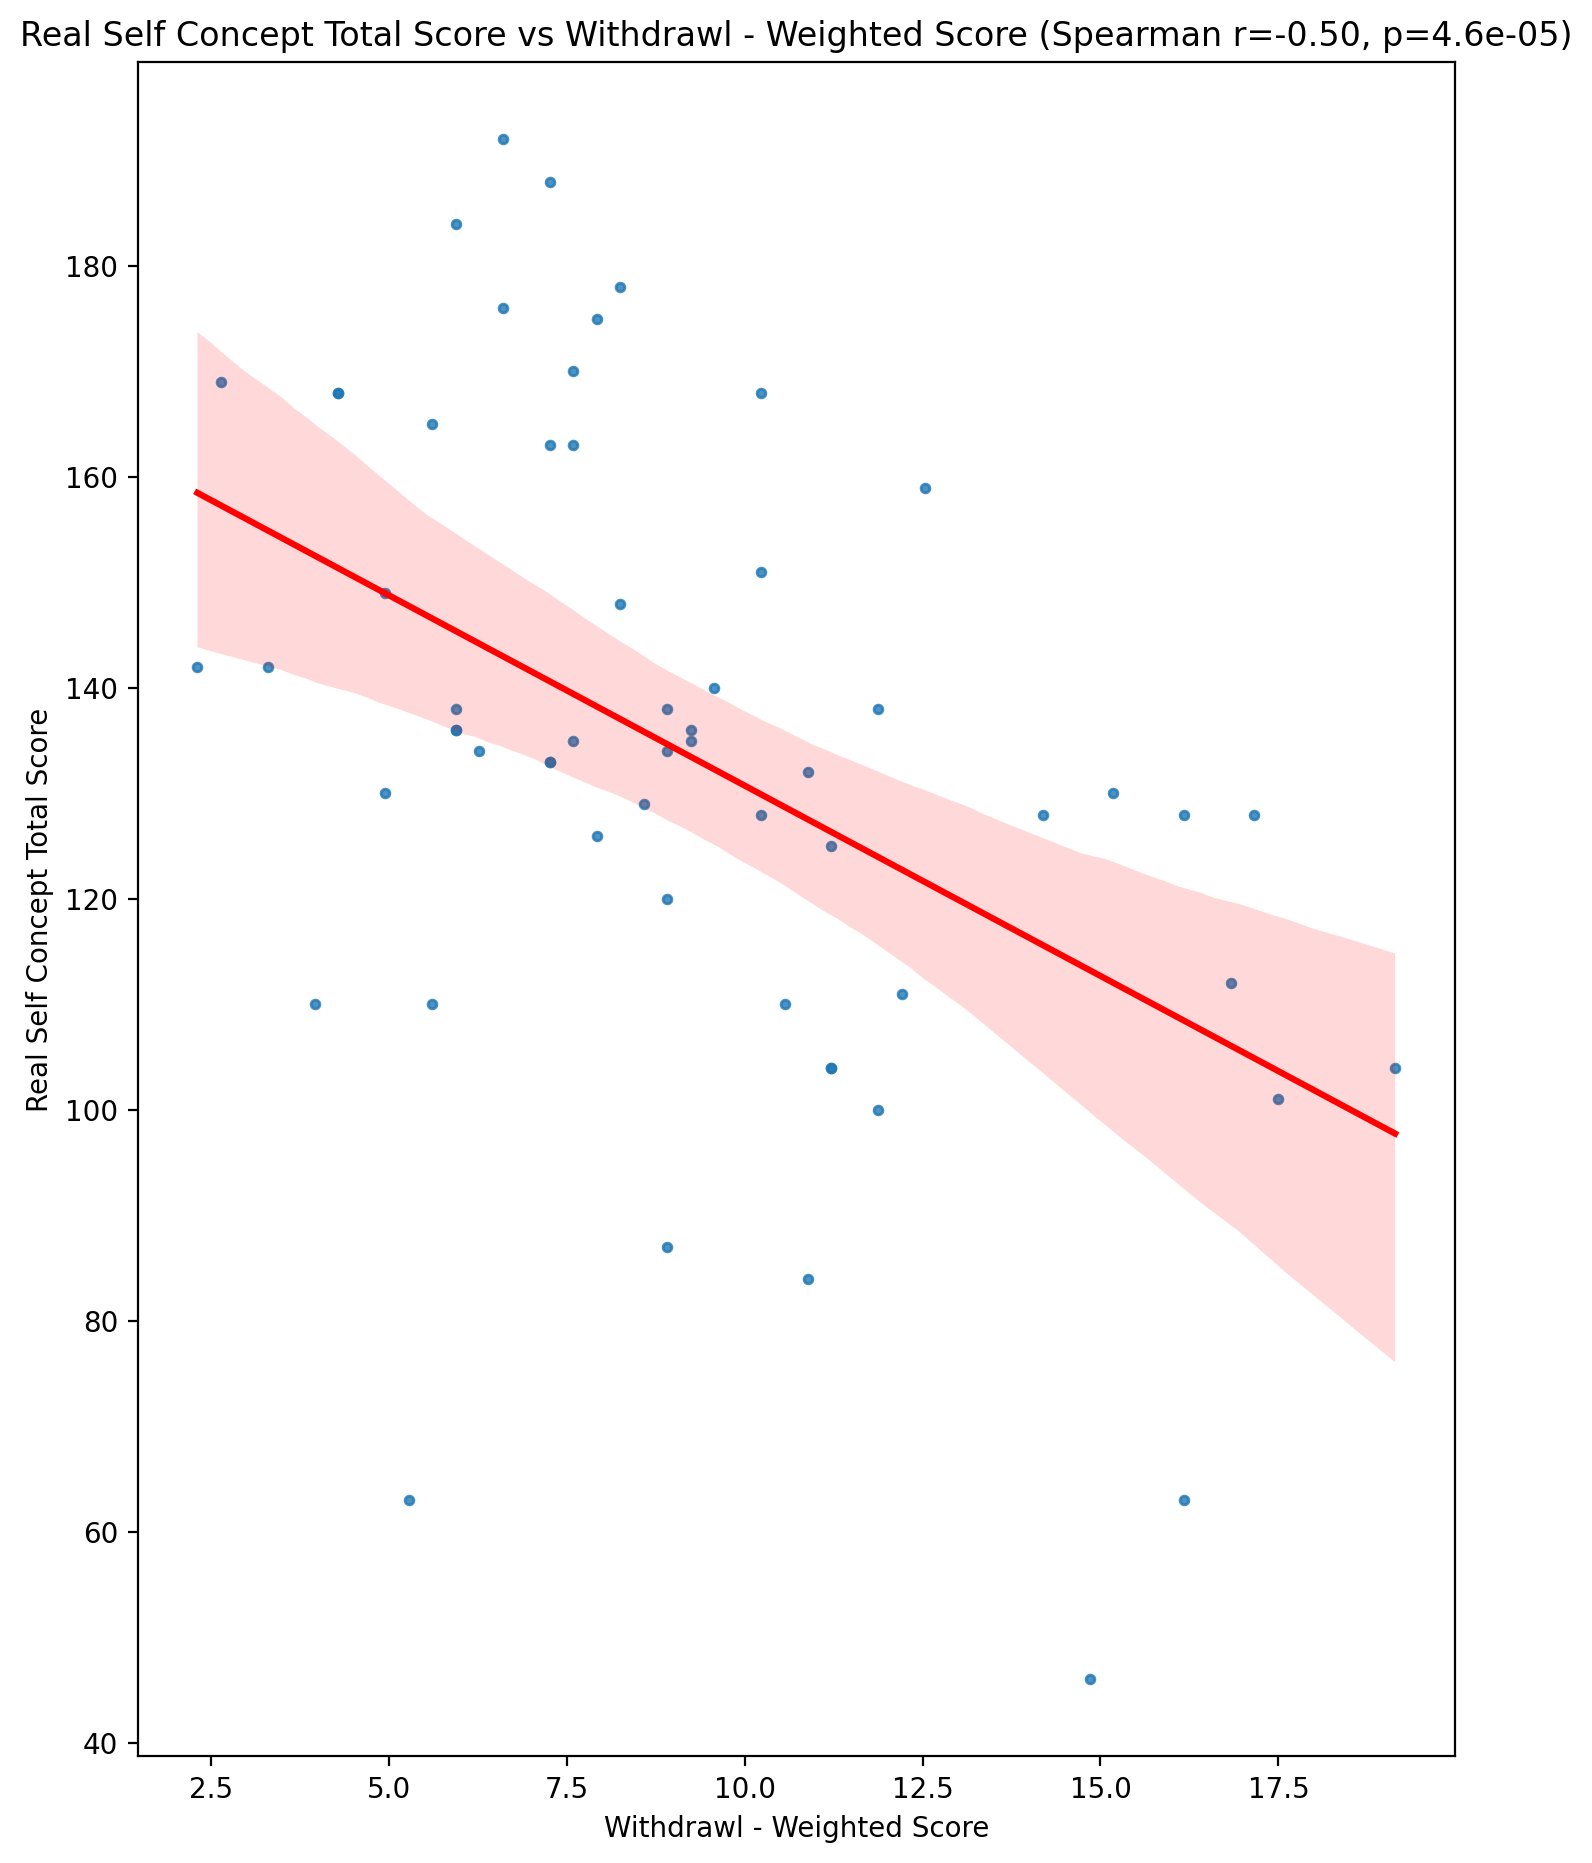 Real Self Concept Total Score vs Withdrawl - Weighted Score (Spearman r=-0.50, p=4.6e-05)
Real Self Concept Total Score
180
160
140
120
100
80
60
40
2.5 5.0 7.5 10.0 12.5 15.0 17.5
Withdrawl - Weighted Score